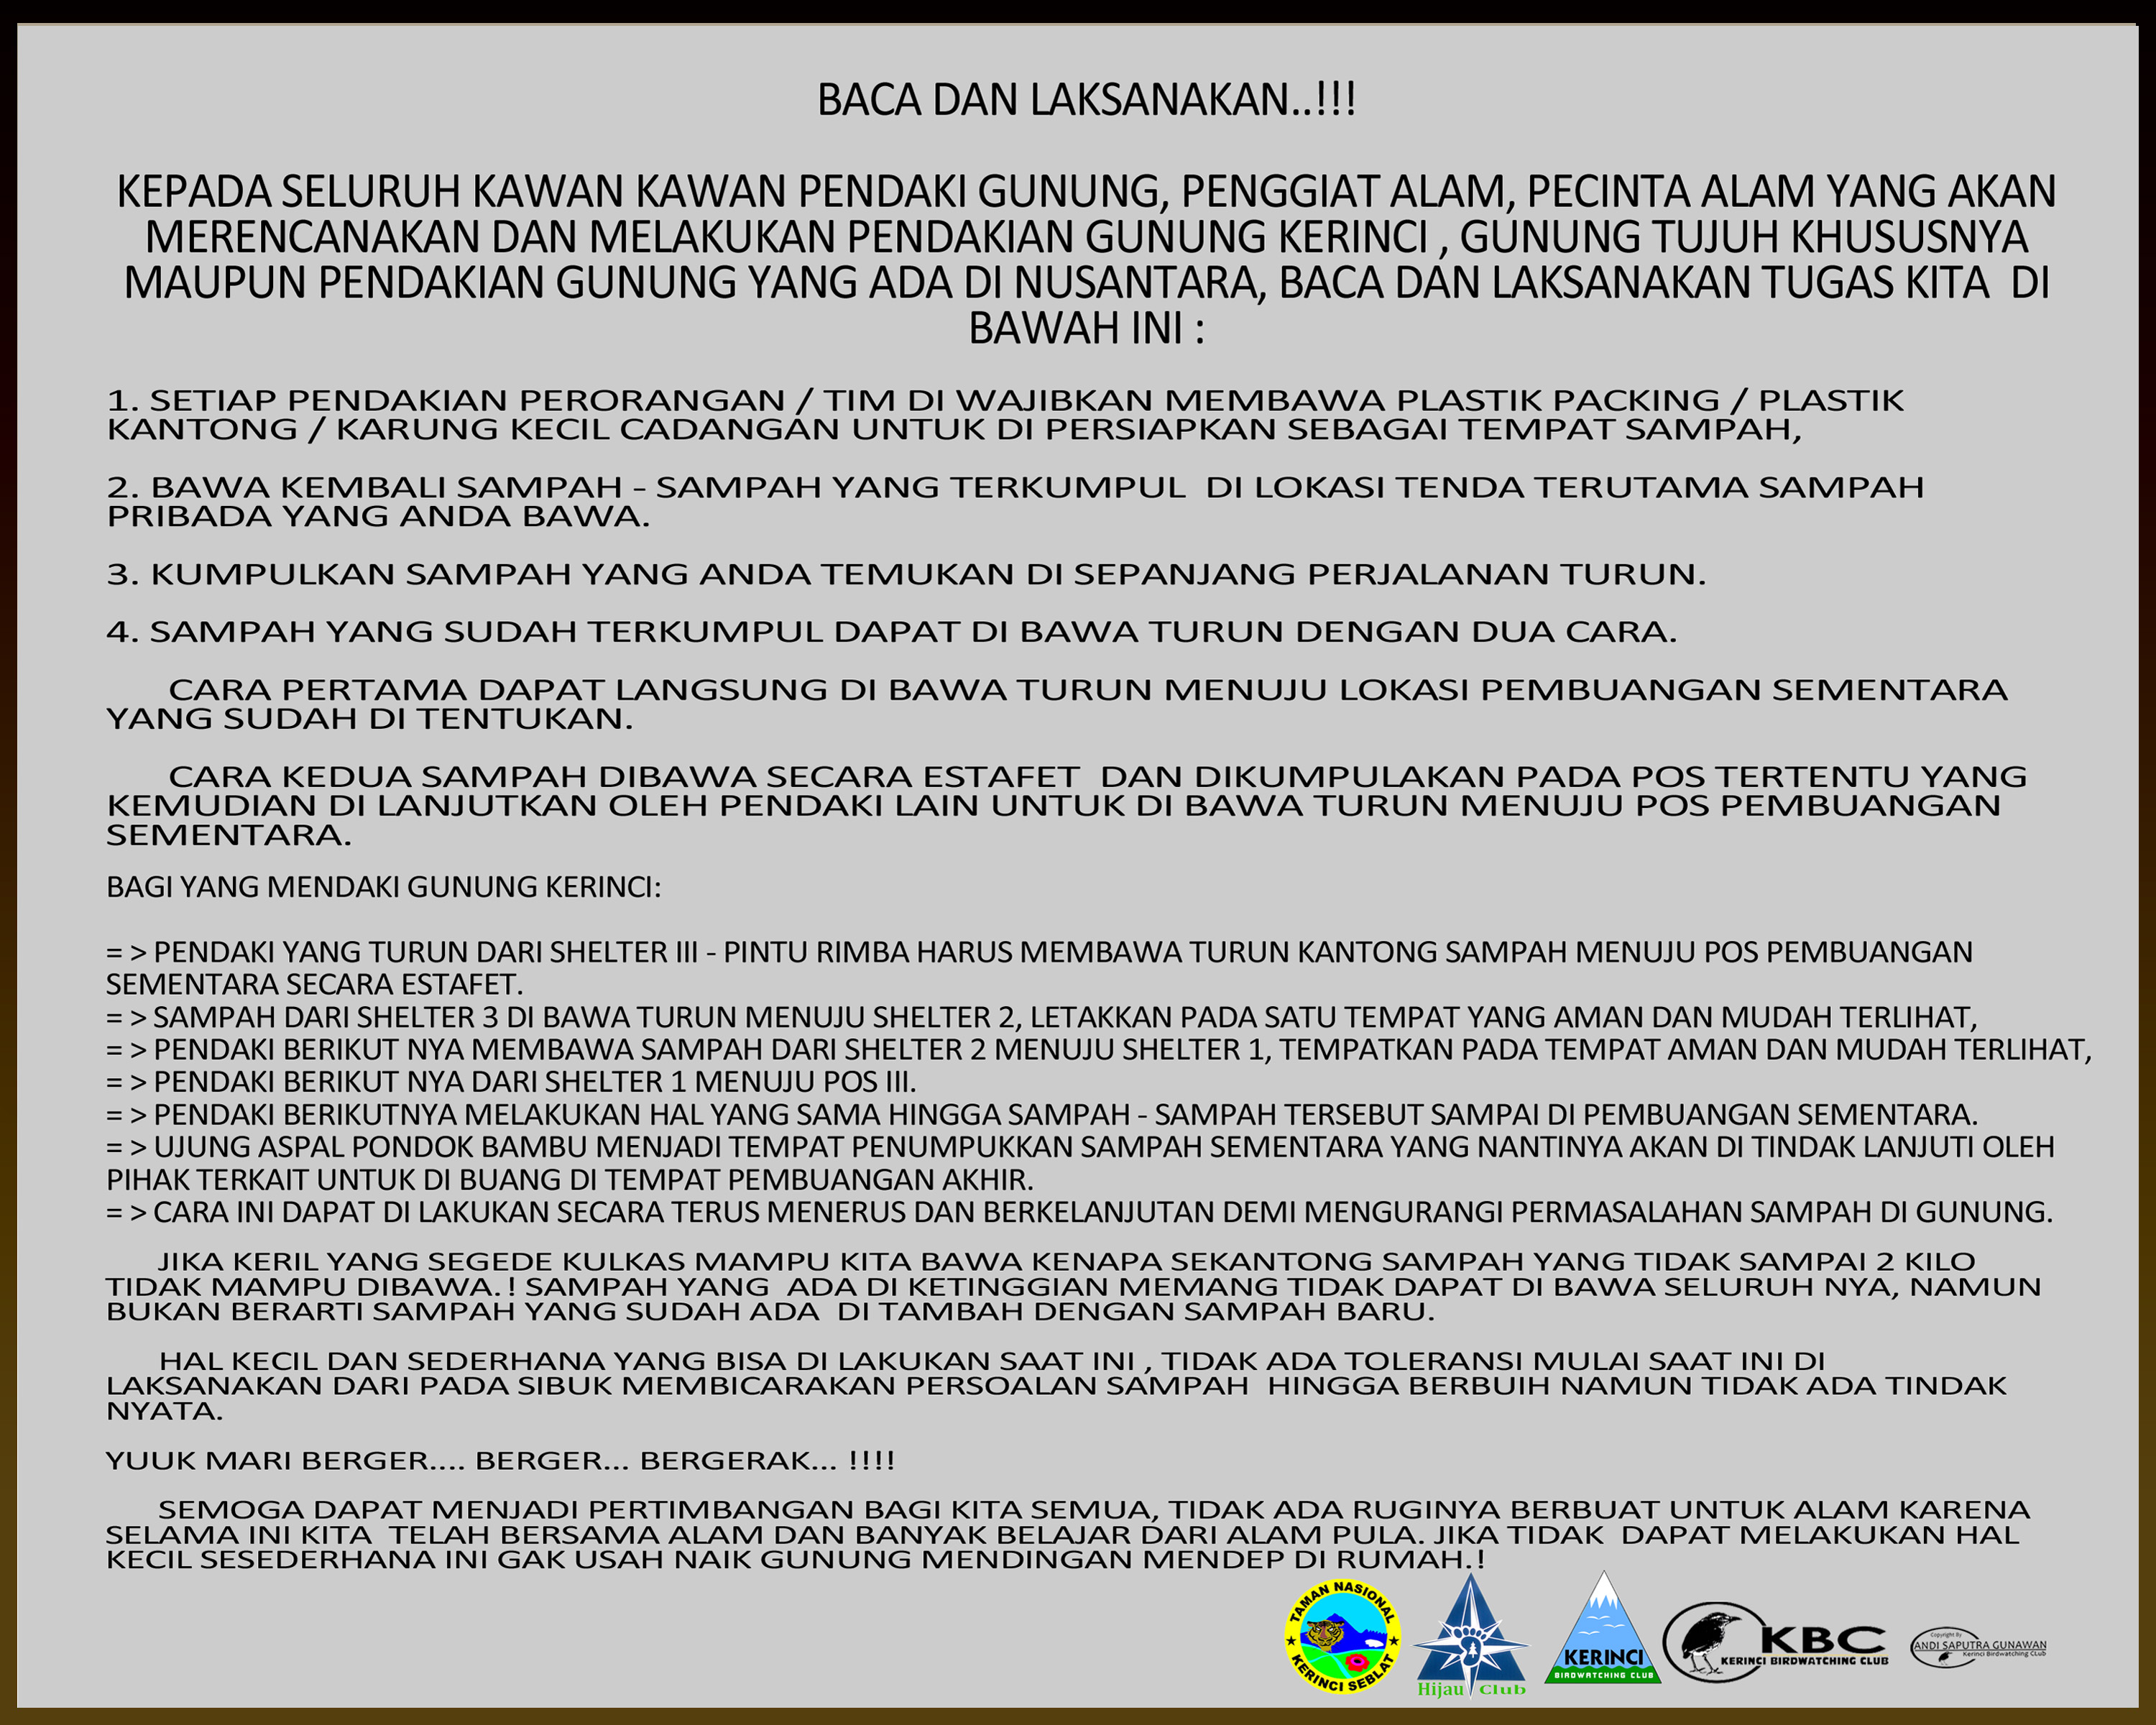 BACA DAN LAKSANAKAN..!!!
KEPADA SELURUH KAWAN KAWAN PENDAKI GUNUNG, PENGGIAT ALAM, PECINTA ALAM YANG AKAN
MERENCANAKAN DAN MELAKUKAN PENDAKIAN GUNUNG KERINCI , GUNUNG TUJUH KHUSUSNYA
MAUPUN PENDAKIAN GUNUNG YANG ADA DI NUSANTARA, BACA DAN LAKSANAKAN TUGAS KITA  DI
BAWAH INI :
1. SETIAP PENDAKIAN PERORANGAN / TIM DI WAJIBKAN MEMBAWA PLASTIK PACKING / PLASTIK
KANTONG / KARUNG KECIL CADANGAN UNTUK DI PERSIAPKAN SEBAGAI TEMPAT SAMPAH,
2. BAWA KEMBALI SAMPAH - SAMPAH YANG TERKUMPUL  DI LOKASI TENDA TERUTAMA SAMPAH
PRIBADA YANG ANDA BAWA.
3. KUMPULKAN SAMPAH YANG ANDA TEMUKAN DI SEPANJANG PERJALANAN TURUN.
4. SAMPAH YANG SUDAH TERKUMPUL DAPAT DI BAWA TURUN DENGAN DUA CARA.
CARA PERTAMA DAPAT LANGSUNG DI BAWA TURUN MENUJU LOKASI PEMBUANGAN SEMENTARA
YANG SUDAH DI TENTUKAN.
CARA KEDUA SAMPAH DIBAWA SECARA ESTAFET  DAN DIKUMPULAKAN PADA POS TERTENTU YANG
KEMUDIAN DI LANJUTKAN OLEH PENDAKI LAIN UNTUK DI BAWA TURUN MENUJU POS PEMBUANGAN
SEMENTARA.
BAGI YANG MENDAKI GUNUNG KERINCI:
= > PENDAKI YANG TURUN DARI SHELTER III - PINTU RIMBA HARUS MEMBAWA TURUN KANTONG SAMPAH MENUJU POS PEMBUANGAN
SEMENTARA SECARA ESTAFET.
= > SAMPAH DARI SHELTER 3 DI BAWA TURUN MENUJU SHELTER 2, LETAKKAN PADA SATU TEMPAT YANG AMAN DAN MUDAH TERLIHAT,
= > PENDAKI BERIKUT NYA MEMBAWA SAMPAH DARI SHELTER 2 MENUJU SHELTER 1, TEMPATKAN PADA TEMPAT AMAN DAN MUDAH TERLIHAT,
= > PENDAKI BERIKUT NYA DARI SHELTER 1 MENUJU POS III.
= > PENDAKI BERIKUTNYA MELAKUKAN HAL YANG SAMA HINGGA SAMPAH - SAMPAH TERSEBUT SAMPAI DI PEMBUANGAN SEMENTARA.
= > UJUNG ASPAL PONDOK BAMBU MENJADI TEMPAT PENUMPUKKAN SAMPAH SEMENTARA YANG NANTINYA AKAN DI TINDAK LANJUTI OLEH
PIHAK TERKAIT UNTUK DI BUANG DI TEMPAT PEMBUANGAN AKHIR.
= > CARA INI DAPAT DI LAKUKAN SECARA TERUS MENERUS DAN BERKELANJUTAN DEMI MENGURANGI PERMASALAHAN SAMPAH DI GUNUNG.
JIKA KERIL YANG SEGEDE KULKAS MAMPU KITA BAWA KENAPA SEKANTONG SAMPAH YANG TIDAK SAMPAI 2 KILO
TIDAK MAMPU DIBAWA.! SAMPAH YANG  ADA DI KETINGGIAN MEMANG TIDAK DAPAT DI BAWA SELURUH NYA, NAMUN
BUKAN BERARTI SAMPAH YANG SUDAH ADA  DI TAMBAH DENGAN SAMPAH BARU.
HAL KECIL DAN SEDERHANA YANG BISA DI LAKUKAN SAAT INI , TIDAK ADA TOLERANSI MULAI SAAT INI DI
LAKSANAKAN DARI PADA SIBUK MEMBICARAKAN PERSOALAN SAMPAH  HINGGA BERBUIH NAMUN TIDAK ADA TINDAK
NYATA.
YUUK MARI BERGER.... BERGER... BERGERAK... !!!!
SEMOGA DAPAT MENJADI PERTIMBANGAN BAGI KITA SEMUA, TIDAK ADA RUGINYA BERBUAT UNTUK ALAM KARENA
SELAMA INI KITA  TELAH BERSAMA ALAM DAN BANYAK BELAJAR DARI ALAM PULA. JIKA TIDAK  DAPAT MELAKUKAN HAL
KECIL SESEDERHANA INI GAK USAH NAIK GUNUNG MENDINGAN MENDEP DI RUMAH.!
TAMAN NASIONAL
KERINCI SEBLAT
Hijau Club
KERINCI
BIRDWATCHING CLUB
KBC
KERINCI BIRDWATCHING CLUB
Copyright By
ANDI SAPUTRA GUNAWAN
Kerinci Birdwatching Club